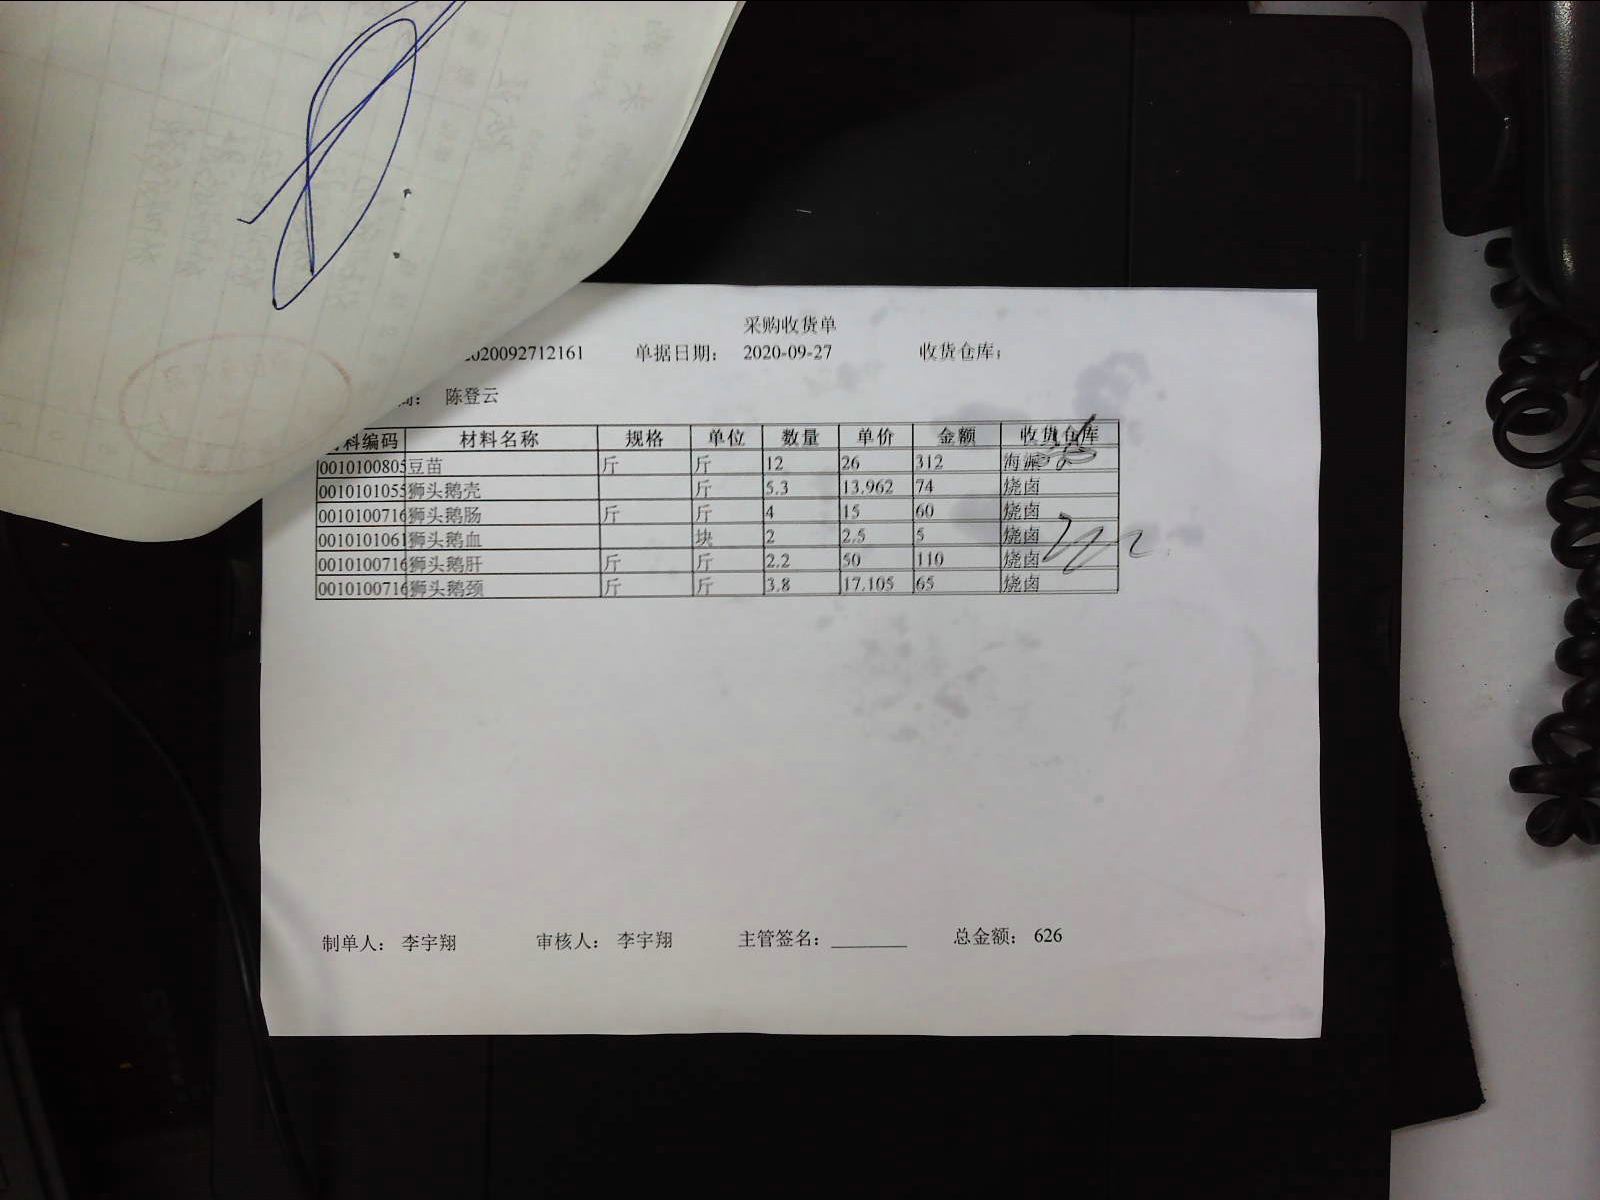 采购收货单
2020092712161 单据日期： 2020-09-27 收货仓库：
陈登云
料编码 材料名称 规格 单位 数量 单价 金额 收货仓库
0010100805 豆苗 斤 斤 12 26 312 海派
0010101055 狮头鹅壳 斤 5.3 13.962 74 烧卤
0010100716 狮头鹅肠 斤 斤 4 15 60 烧卤
0010101061 狮头鹅血 块 2 2.5 5 烧卤
0010100716 狮头鹅肝 斤 斤 2.2 50 110 烧卤
0010100716 狮头鹅颈 斤 斤 3.8 17.105 65 烧卤
制单人： 李宇翔 审核人： 李宇翔 主管签名：________ 总金额： 626